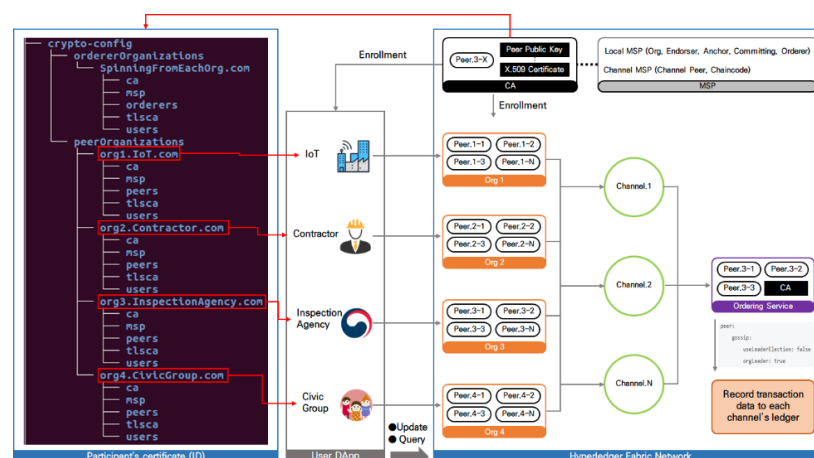 crypto-config
ordererOrganizations
SpinningFromEachOrg.com
ca
msp
orderers
tlsca
users
peerOrganizations
org1.IoT.com
ca
msp
peers
tlsca
users
org2.Contractor.com
ca
msp
peers
tlsca
users
org3.InspectionAgency.com
ca
msp
peers
tlsca
users
org4.CivicGroup.com
ca
msp
peers
tlsca
users
Participant's certificate (ID)
Enrollment
IoT
Contractor
Inspection
Agency
Civic
Group
User DApp
●Update
● Query
Peer.3-X
Peer Public Key
X.509 Certificate
CA
Enrollment
Local MSP (Org, Endorser, Anchor, Committing, Orderer)
Channel MSP (Channel Peer, Chaincode)
MSP
Peer.1-1 Peer.1-2
Peer.1-3 Peer.1-N
Org 1
Peer.2-1 Peer.2-2
Peer.2-3 Peer.2-N
Org 2
Peer.3-1 Peer.3-2
Peer.3-3 Peer.3-N
Org 3
Peer.4-1 Peer.4-2
Peer.4-3 Peer.4-N
Org 4
Channel.1
Channel.2
Channel.N
Peer.3-1 Peer.3-2
Peer.3-3 CA
Ordering Service
peer:
gossip:
useLeaderElection: false
orgLeader: true
Record transaction
data to each
channel's ledger
Hyperledger Fabric Network